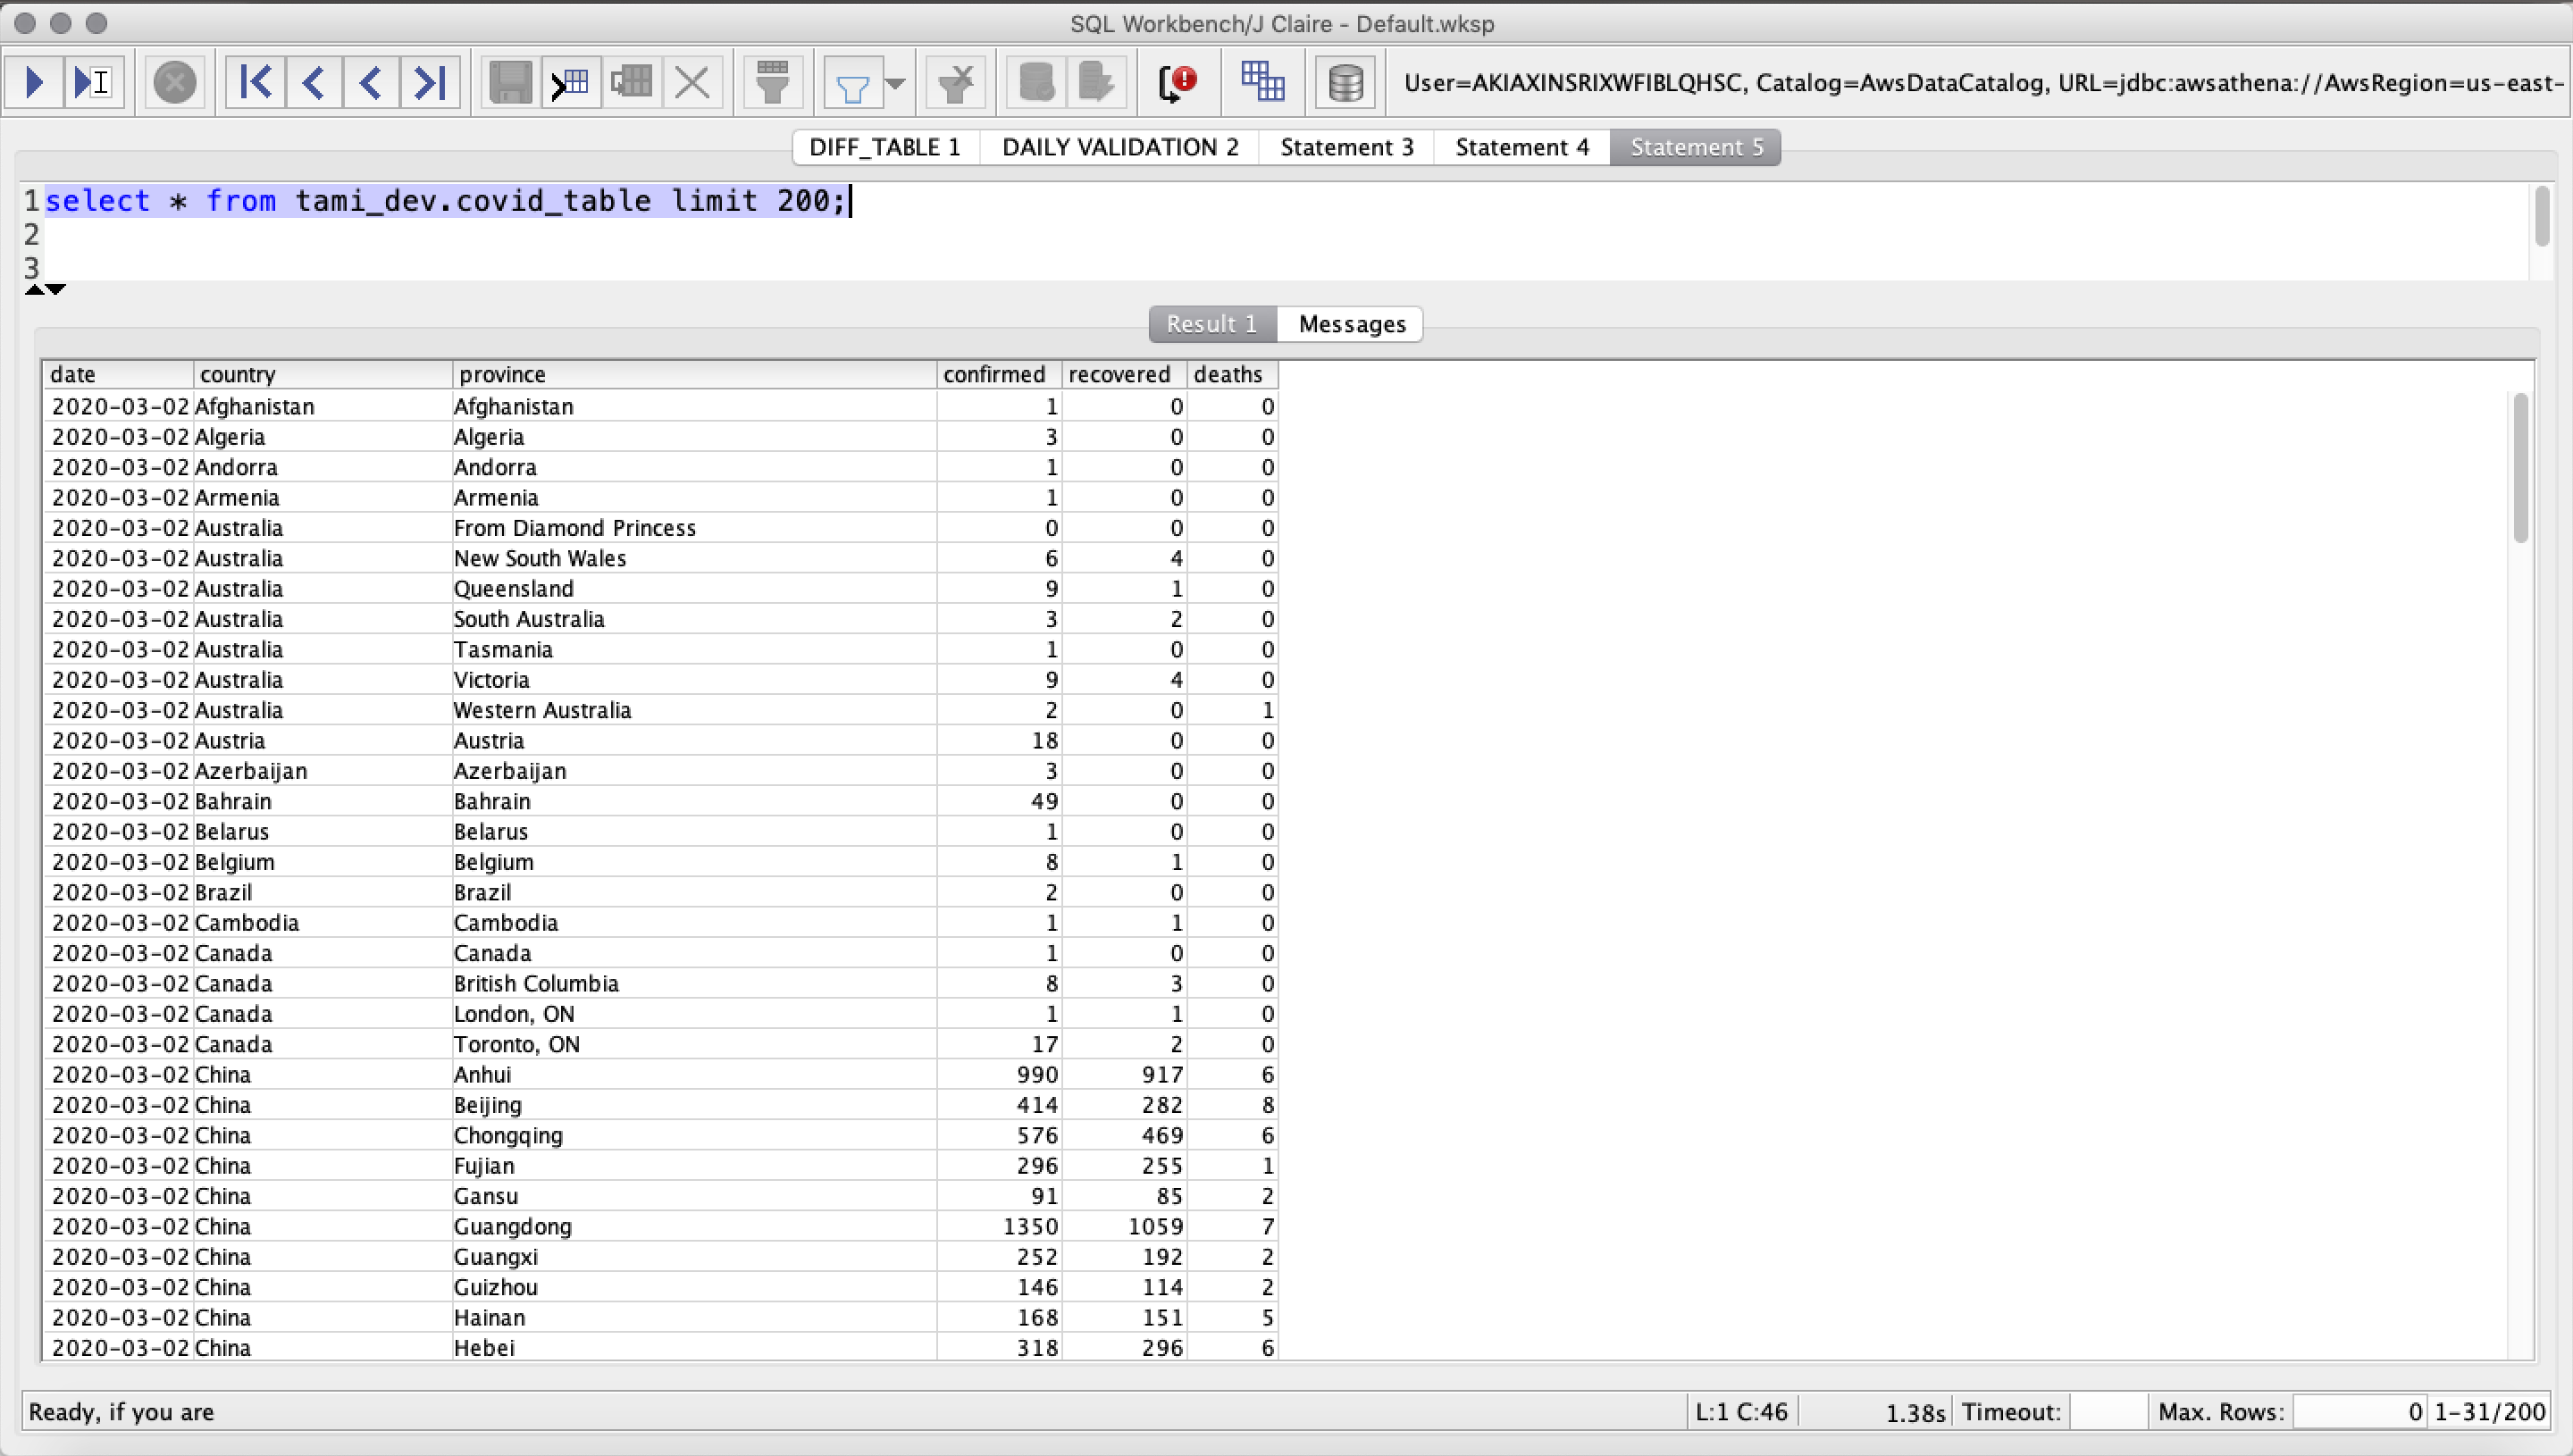 SQL Workbench/J Claire - Default.wksp
User=AKIAXINSRIXWFIBLQHSC, Catalog=AwsDataCatalog, URL=jdbc:awsathena://AwsRegion=us-east-
DIFF_TABLE 1 DAILY VALIDATION 2 Statement 3 Statement 4 Statement 5
1 select * from tami_dev.covid_table limit 200;
2
3
Result 1 Messages
date country province confirmed recovered deaths
2020-03-02 Afghanistan Afghanistan 1 0 0
2020-03-02 Algeria Algeria 3 0 0
2020-03-02 Andorra Andorra 1 0 0
2020-03-02 Armenia Armenia 1 0 0
2020-03-02 Australia From Diamond Princess 0 0 0
2020-03-02 Australia New South Wales 6 4 0
2020-03-02 Australia Queensland 9 1 0
2020-03-02 Australia South Australia 3 2 0
2020-03-02 Australia Tasmania 1 0 0
2020-03-02 Australia Victoria 9 4 0
2020-03-02 Australia Western Australia 2 0 1
2020-03-02 Austria Austria 18 0 0
2020-03-02 Azerbaijan Azerbaijan 3 0 0
2020-03-02 Bahrain Bahrain 49 0 0
2020-03-02 Belarus Belarus 1 0 0
2020-03-02 Belgium Belgium 8 1 0
2020-03-02 Brazil Brazil 2 0 0
2020-03-02 Cambodia Cambodia 1 1 0
2020-03-02 Canada Canada 1 0 0
2020-03-02 Canada British Columbia 8 3 0
2020-03-02 Canada London, ON 1 1 0
2020-03-02 Canada Toronto, ON 17 2 0
2020-03-02 China Anhui 990 917 6
2020-03-02 China Beijing 414 282 8
2020-03-02 China Chongqing 576 469 6
2020-03-02 China Fujian 296 255 1
2020-03-02 China Gansu 91 85 2
2020-03-02 China Guangdong 1350 1059 7
2020-03-02 China Guangxi 252 192 2
2020-03-02 China Guizhou 146 114 2
2020-03-02 China Hainan 168 151 5
2020-03-02 China Hebei 318 296 6
Ready, if you are L:1 C:46 1.38s Timeout: Max. Rows: 0 1-31/200